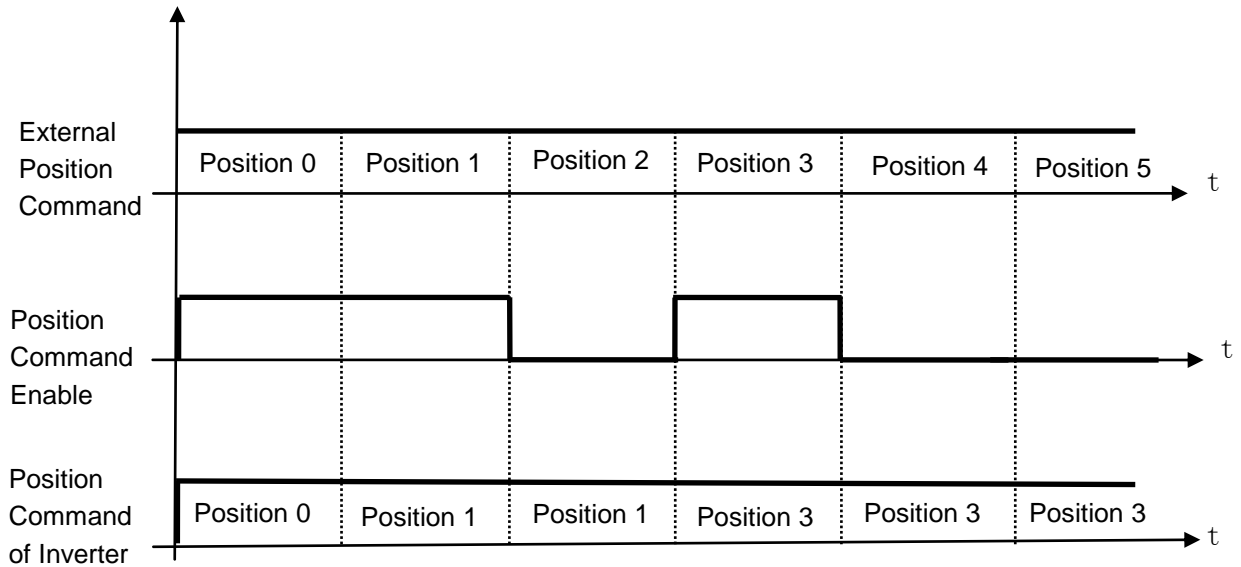 External
Position
Command
Position 0 Position 1 Position 2 Position 3 Position 4 Position 5
t
Position
Command
Enable
t
Position
Command
of Inverter
Position 0 Position 1 Position 1 Position 3 Position 3 Position 3
t